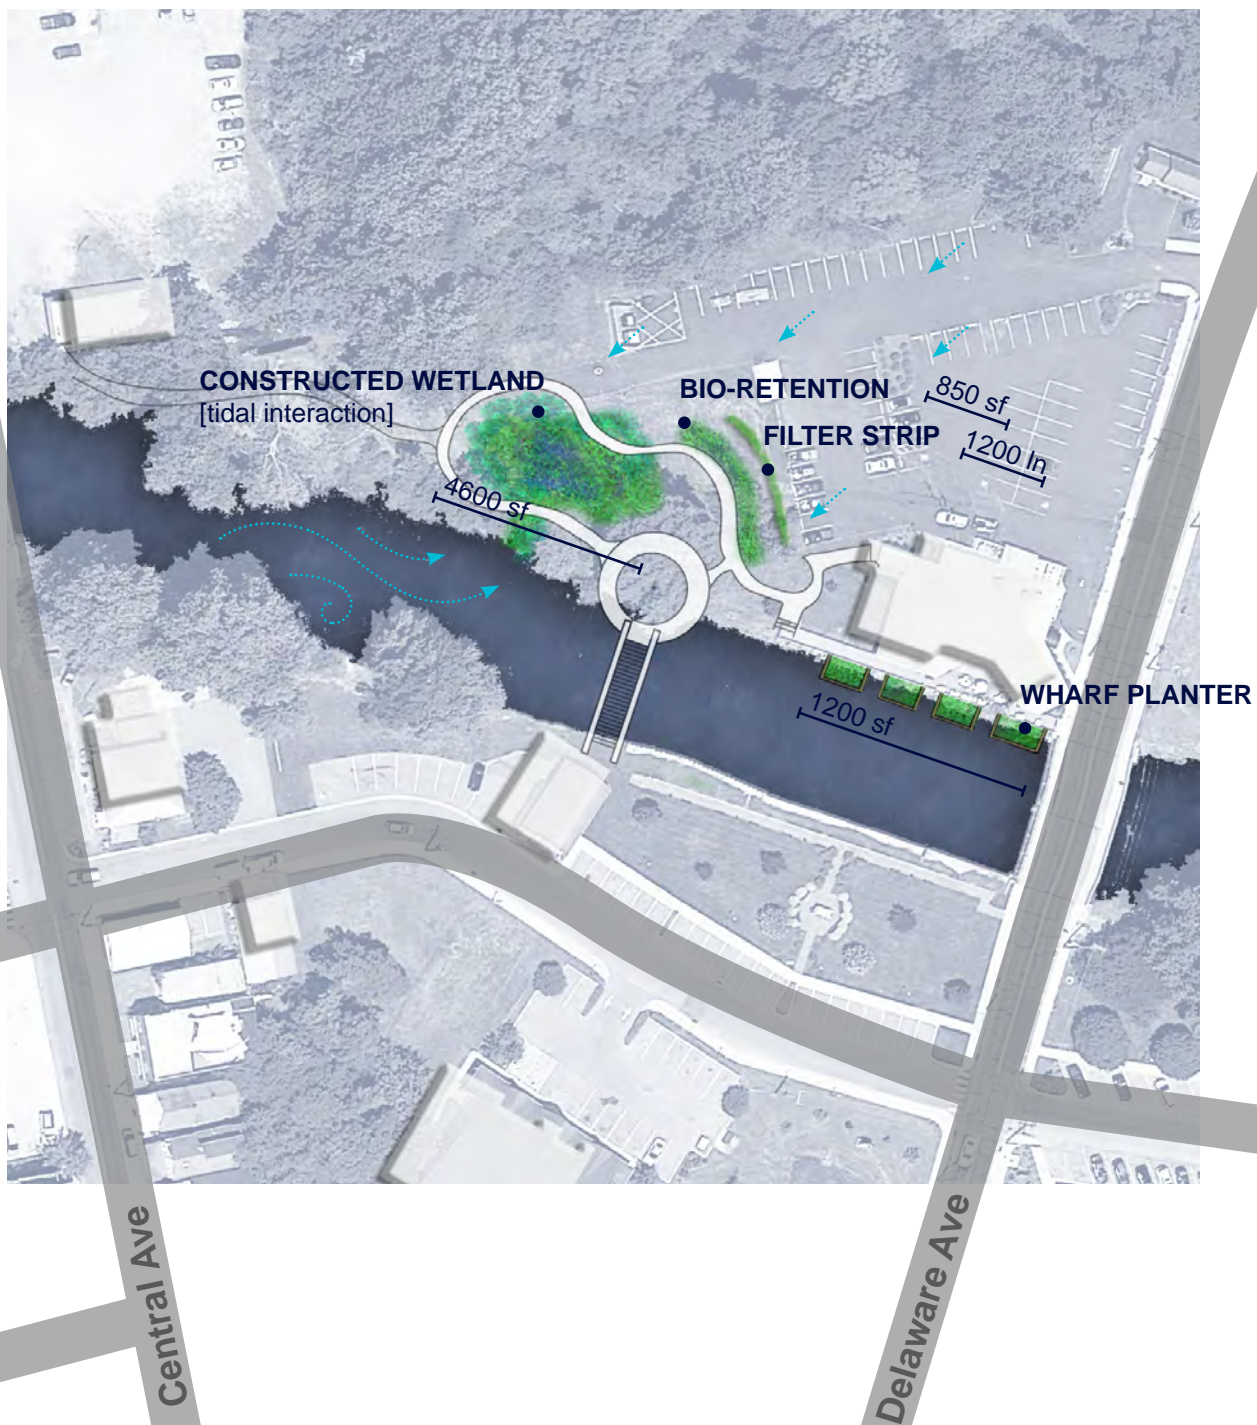 CONSTRUCTED WETLAND
[tidal interaction]
BIO-RETENTION
FILTER STRIP
850 sf
1200 ln
4600 sf
WHARF PLANTER
1200 sf
Central Ave
Delaware Ave